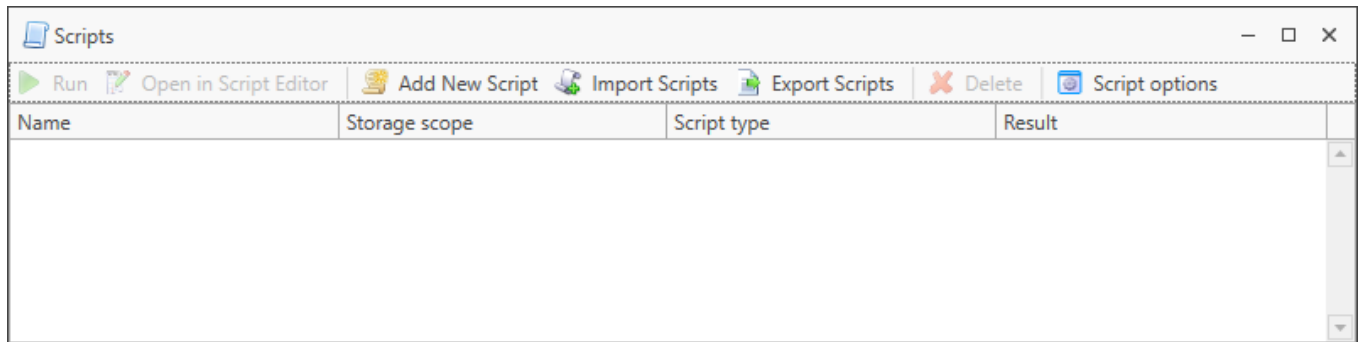 Scripts
Run Open in Script Editor Add New Script Import Scripts Export Scripts Delete Script options
Name Storage scope Script type Result